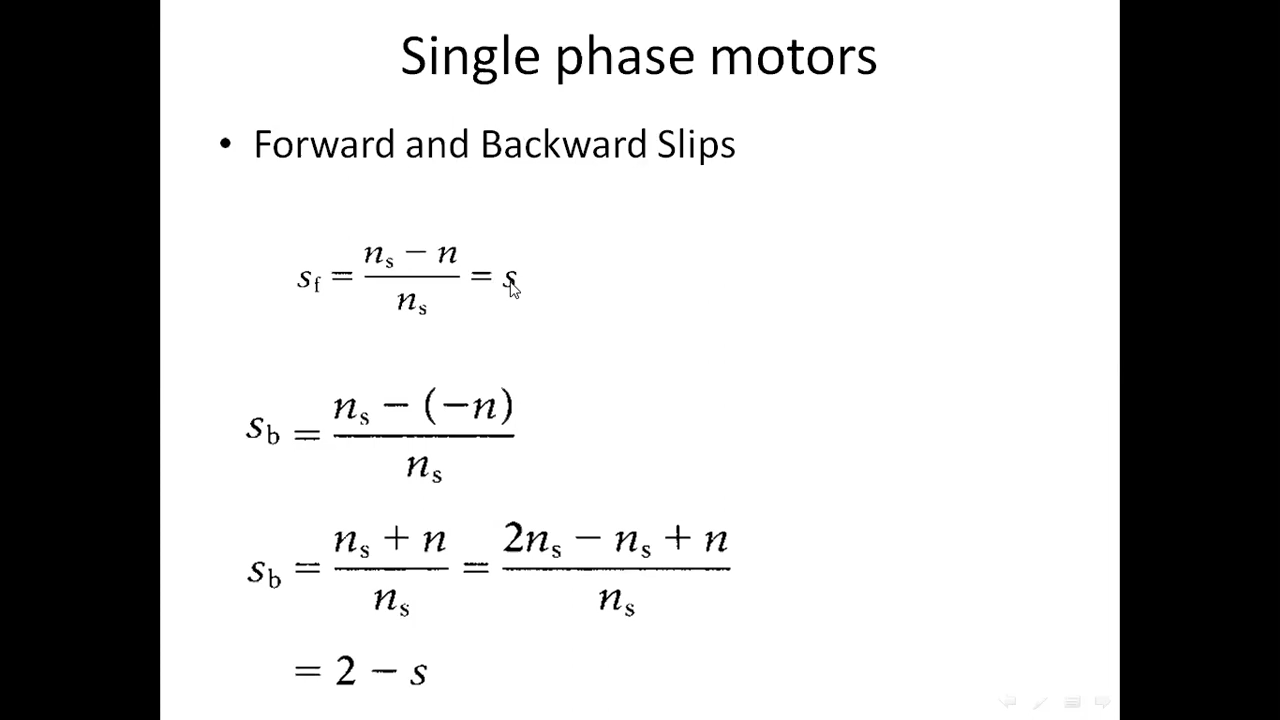 Single phase motors
• Forward and Backward Slips
s_f = (n_s − n) / n_s = s
s_b = (n_s − (−n)) / n_s
s_b = (n_s + n) / n_s = (2n_s − n_s + n) / n_s
= 2 − s